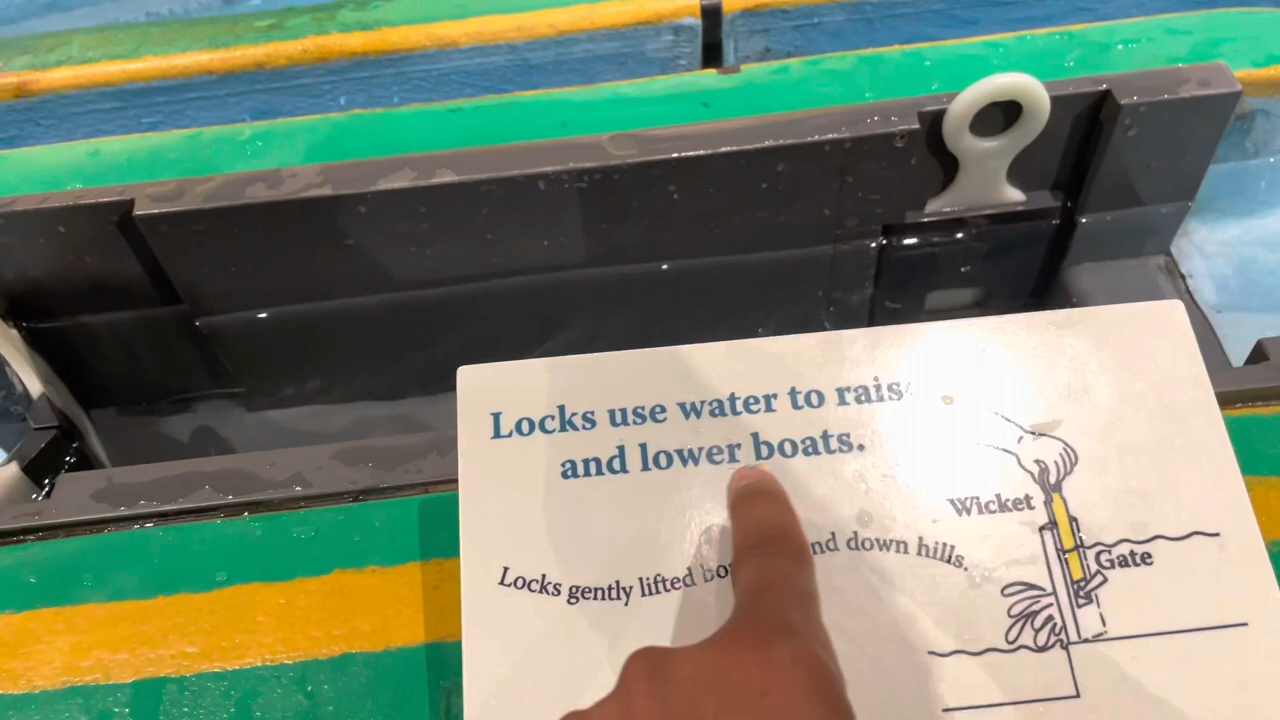 Locks use water to rais
and lower boats.
Locks gently lifted bo nd down hills.
Wicket
Gate